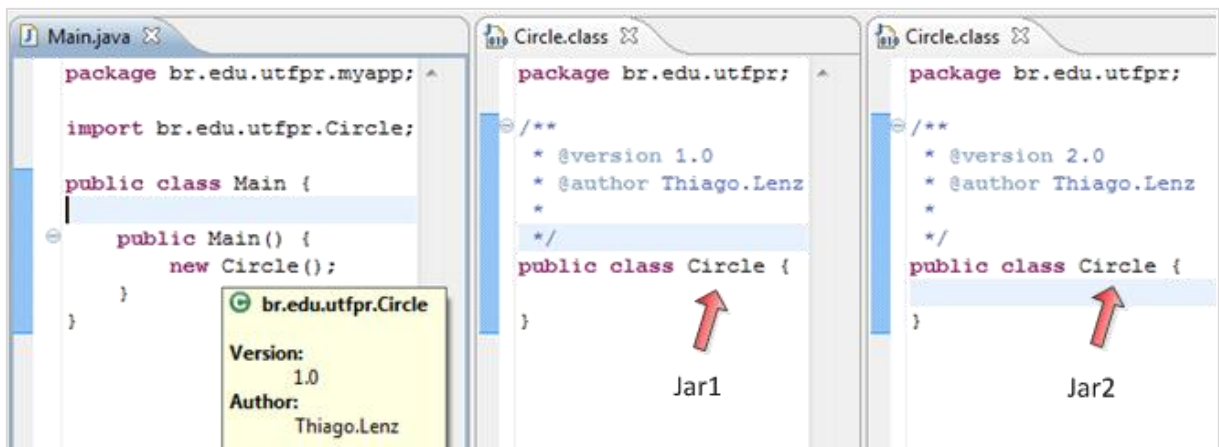 Main.java
package br.edu.utfpr.myapp;
import br.edu.utfpr.Circle;
public class Main {
public Main() {
new Circle();
}
}
br.edu.utfpr.Circle
Version:
1.0
Author:
Thiago.Lenz
Circle.class
package br.edu.utfpr;
/**
* @version 1.0
* @author Thiago.Lenz
*
*/
public class Circle {
}
Jar1
Circle.class
package br.edu.utfpr;
/**
* @version 2.0
* @author Thiago.Lenz
*
*/
public class Circle {
}
Jar2